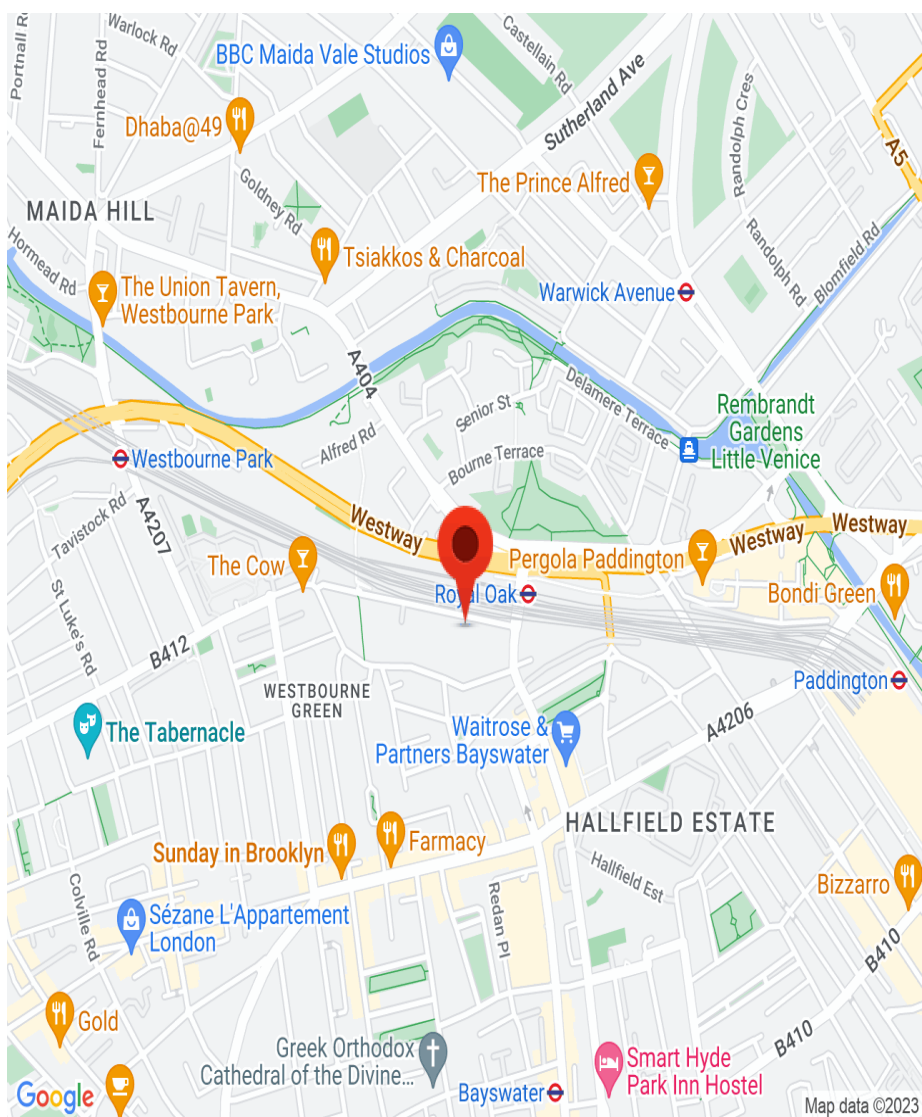 Portnall Rd
Warlock Rd
Fernhead Rd
BBC Maida Vale Studios
Castellain Rd
Sutherland Ave
Randolph Cres
A5
Dhaba@49
Goldney Rd
The Prince Alfred
MAIDA HILL
Tsiakkos & Charcoal
Randolph Rd
Blomfield Rd
Hormead Rd
The Union Tavern,
Westbourne Park
Warwick Avenue
A404
Delamere Terrace
Senior St
Rembrandt
Gardens
Little Venice
Alfred Rd
Bourne Terrace
Westbourne Park
Tavistock Rd
A4207
Westway
Westway
Westway
The Cow
Pergola Paddington
Royal Oak
Bondi Green
St Luke's Rd
B412
WESTBOURNE
GREEN
Paddington
The Tabernacle
Waitrose &
Partners Bayswater
A4206
HALLFIELD ESTATE
Sunday in Brooklyn
Farmacy
Hallfield Est
Bizzarro
Colville Rd
Sézane L'Appartement
London
Redan Pl
B410
Gold
Greek Orthodox
Cathedral of the Divine...
B410
Smart Hyde
Park Inn Hostel
Bayswater
Google
Map data ©2023